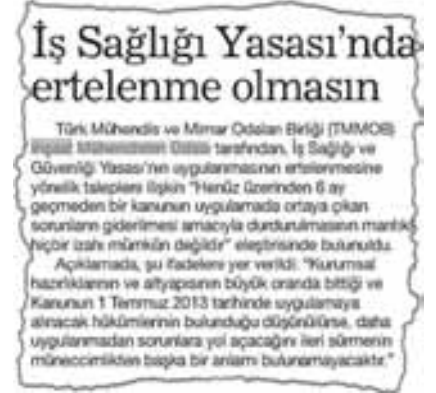 İş Sağlığı Yasası'nda
ertelenme olmasın
Türk Mühendis ve Mimar Odaları Birliği (TMMOB)
tarafından, İş Sağlığı ve
Güvenliği Yasası'nın uygulanmasının ertelenmesine
yönelik taleplere ilişkin "Henüz üzerinden 6 ay
geçmeden bir kanunun uygulamada ortaya çıkan
sorunların giderilmesi amacıyla durdurulmasının
hiçbir izahı mümkün değildir" eleştirisinde bulunuldu.
Açıklamada, şu ifadelere yer verildi: "Kurumsal
hazırlıklarının ve altyapısının büyük oranda bittiği ve
Kanunun 1 Temmuz 2013 tarihinde uygulamaya
alınacak hükümlerinin bulunduğu düşünülürse, daha
uygulanmadan sorunlara yol açacağını ileri sürmenin
müneccimlikten başka bir anlamı bulunamayacaktır."